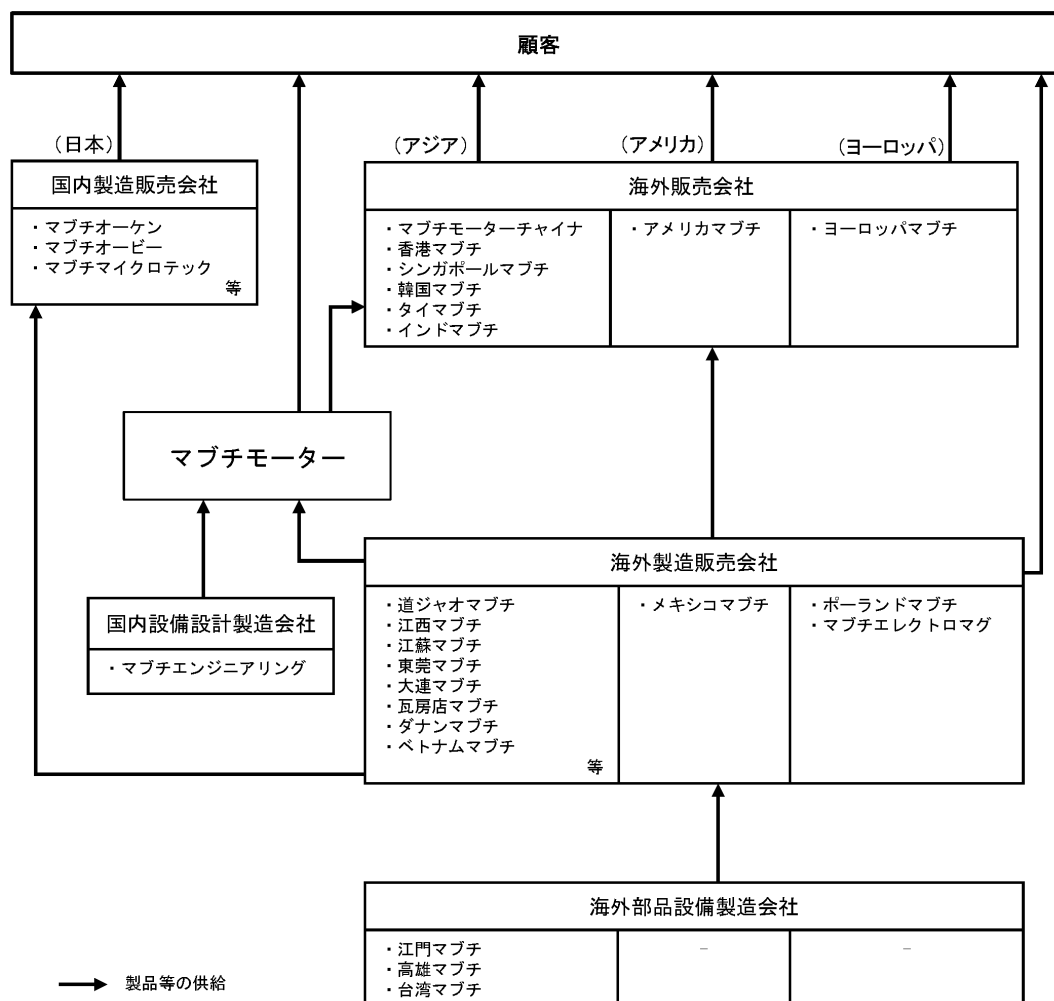 顧客
（日本）
（アジア）
（アメリカ）
（ヨーロッパ）
国内製造販売会社
・マブチオーケン
・マブチオービー
・マブチマイクロテック
等
海外販売会社
・マブチモーターチャイナ
・香港マブチ
・シンガポールマブチ
・韓国マブチ
・タイマブチ
・インドマブチ
・アメリカマブチ
・ヨーロッパマブチ
マブチモーター
国内設備設計製造会社
・マブチエンジニアリング
海外製造販売会社
・道ジャオマブチ
・江西マブチ
・江蘇マブチ
・東莞マブチ
・大連マブチ
・瓦房店マブチ
・ダナンマブチ
・ベトナムマブチ
等
・メキシコマブチ
・ポーランドマブチ
・マブチエレクトロマグ
海外部品設備製造会社
・江門マブチ
・高雄マブチ
・台湾マブチ
－
－
製品等の供給